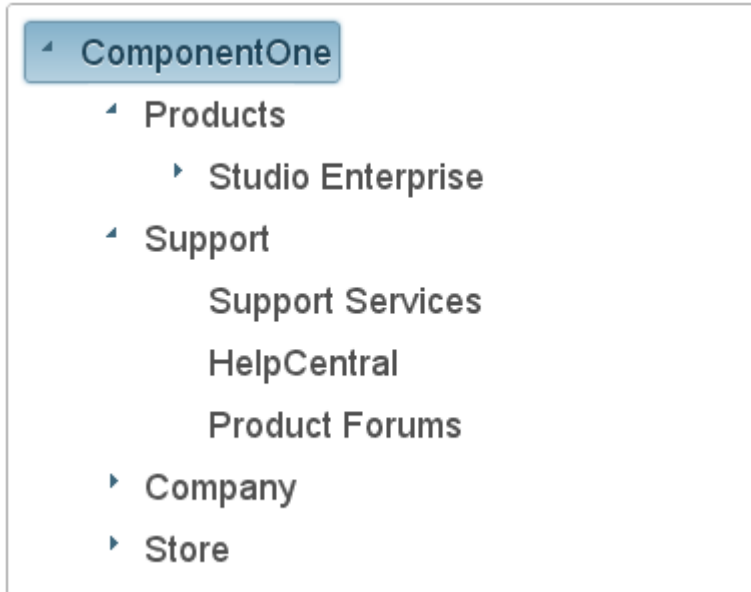 ComponentOne
Products
Studio Enterprise
Support
Support Services
HelpCentral
Product Forums
Company
Store